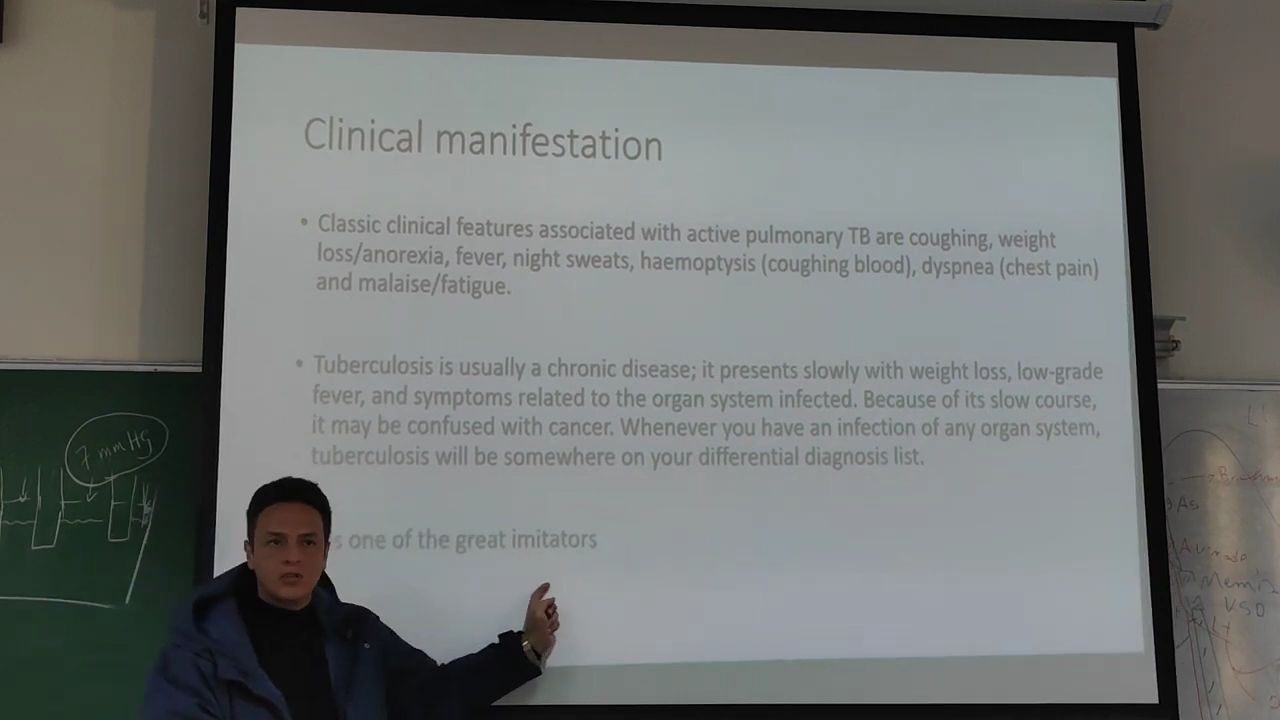 Clinical manifestation
• Classic clinical features associated with active pulmonary TB are coughing, weight
loss/anorexia, fever, night sweats, haemoptysis (coughing blood), dyspnea (chest pain)
and malaise/fatigue.
• Tuberculosis is usually a chronic disease; it presents slowly with weight loss, low-grade
fever, and symptoms related to the organ system infected. Because of its slow course,
it may be confused with cancer. Whenever you have an infection of any organ system,
tuberculosis will be somewhere on your differential diagnosis list.
s one of the great imitators
7 mmHg
As
VSD